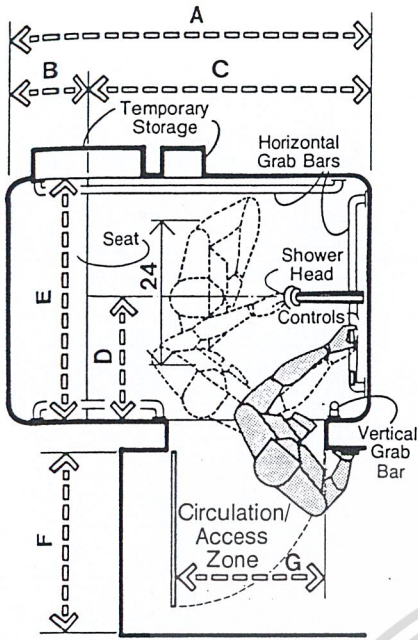 A
B
C
Temporary
Storage
Horizontal
Grab Bars
Seat
24
E
Shower
Head
D
Controls
Vertical
Grab
Bar
F
Circulation/
Access
Zone
G